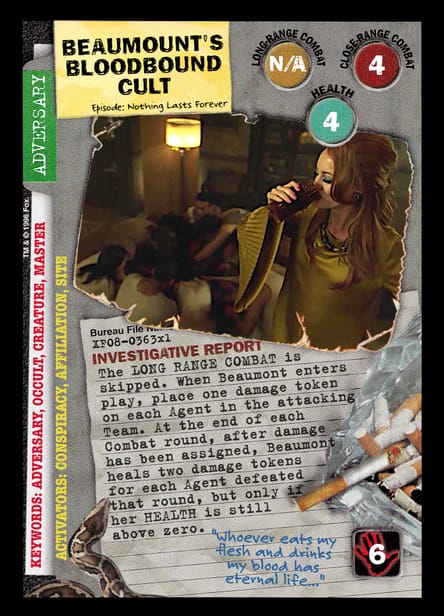 BEAUMOUNT'S
BLOODBOUND
CULT
Episode: Nothing Lasts Forever
LONG-RANGE COMBAT
N/A
CLOSE-RANGE COMBAT
4
HEALTH
4
ADVERSARY
TM & © 1996 Fox.
KEYWORDS: ADVERSARY, OCCULT, CREATURE, MASTER
ACTIVATORS: CONSPIRACY, AFFILIATION, SITE
Bureau File
XF08-0363x1
INVESTIGATIVE REPORT
The LONG RANGE COMBAT is
skipped. When Beaumont enters
play, place one damage token
on each Agent in the attacking
Team. At the end of each
Combat round, after damage
has been assigned, Beaumont
heals two damage tokens
for each Agent defeated
that round, but only if
her HEALTH is still
above zero.
"Whoever eats my
flesh and drinks
my blood has
eternal life..."
6